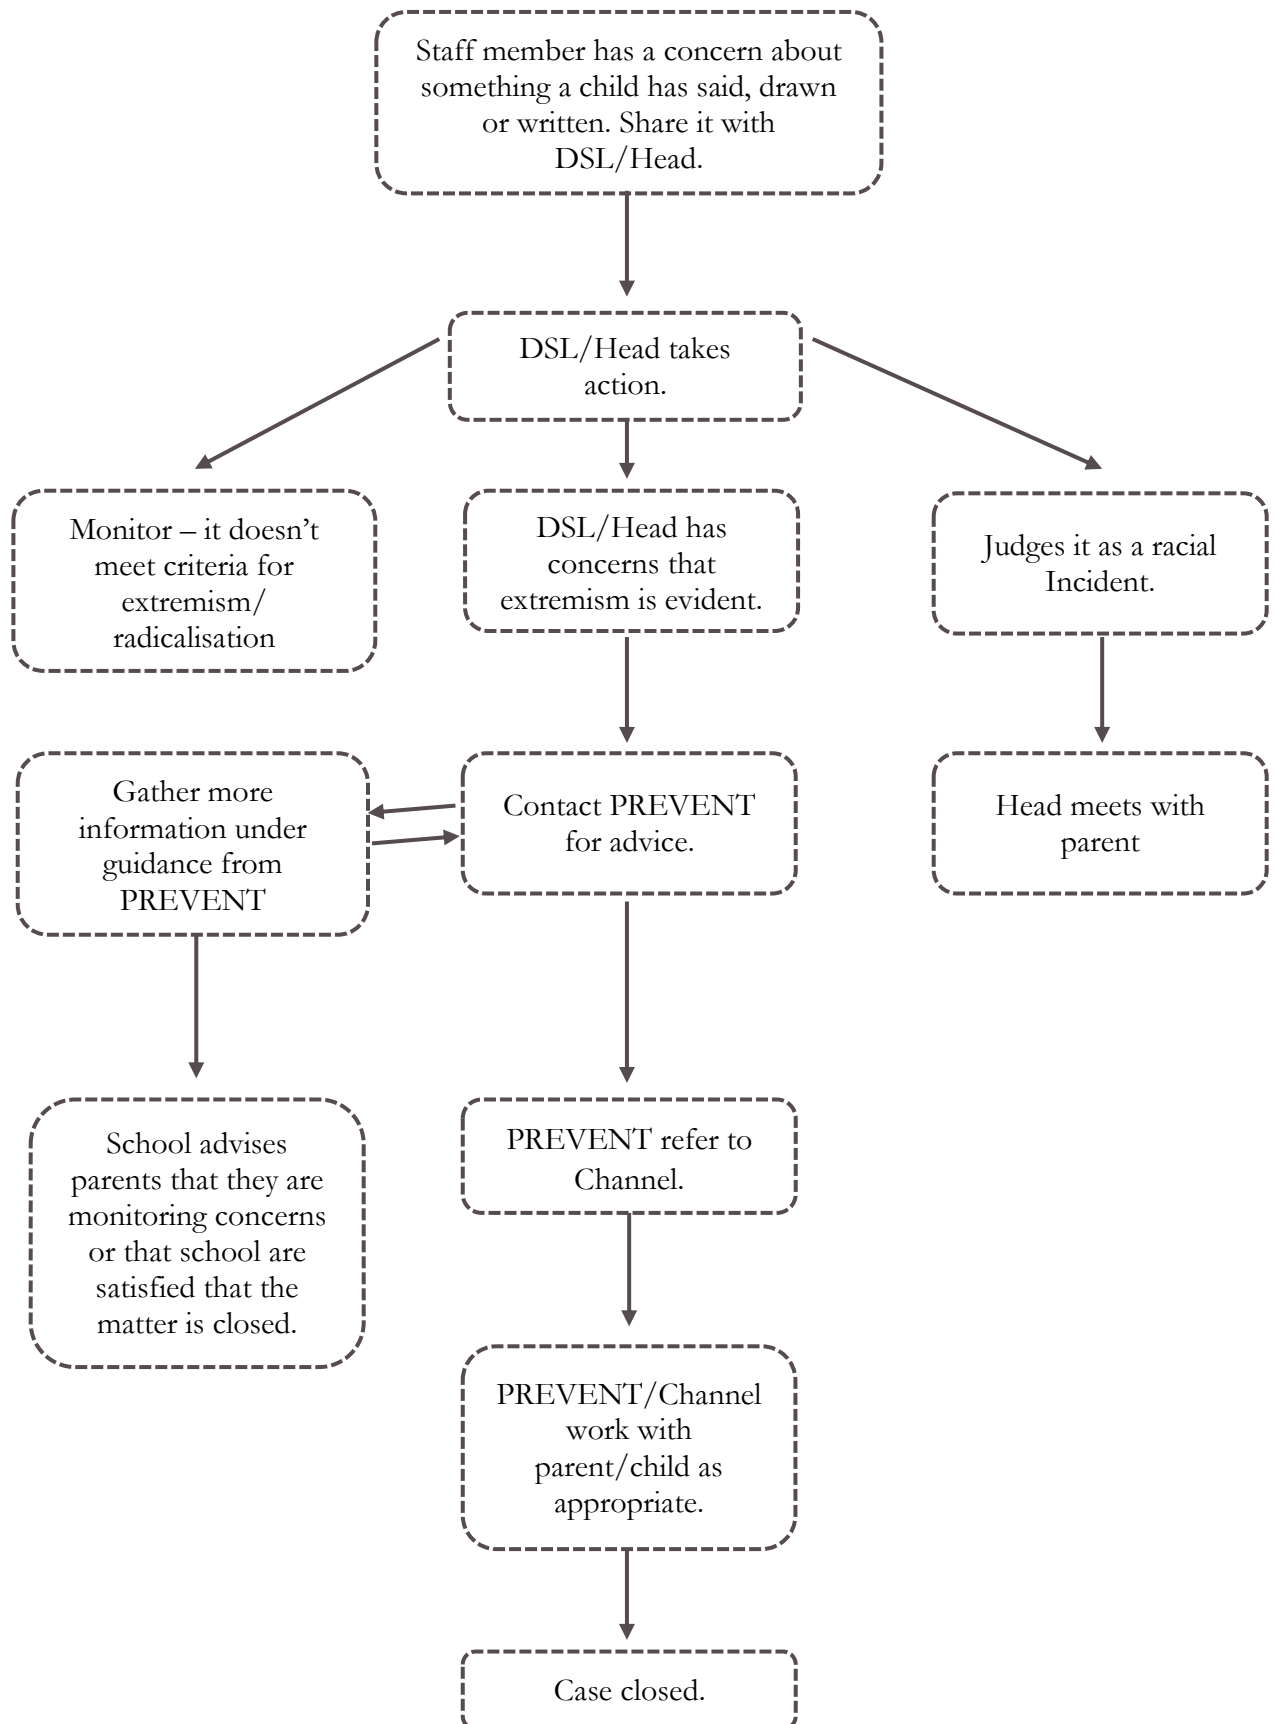 Staff member has a concern about
something a child has said, drawn
or written. Share it with
DSL/Head.
DSL/Head takes
action.
Monitor – it doesn’t
meet criteria for
extremism/
radicalisation
DSL/Head has
concerns that
extremism is evident.
Judges it as a racial
Incident.
Gather more
information under
guidance from
PREVENT
Contact PREVENT
for advice.
Head meets with
parent
School advises
parents that they are
monitoring concerns
or that school are
satisfied that the
matter is closed.
PREVENT refer to
Channel.
PREVENT/Channel
work with
parent/child as
appropriate.
Case closed.